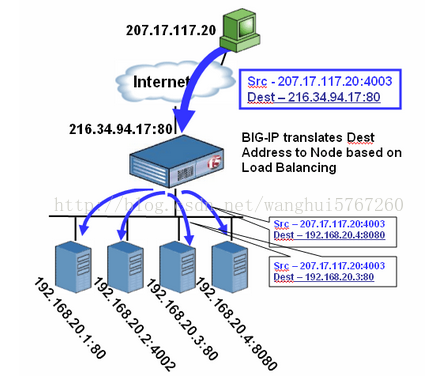 207.17.117.20
Internet
Src - 207.17.117.20:4003
Dest – 216.34.94.17:80
216.34.94.17:80
BIG-IP translates Dest
Address to Node based on
Load Balancing
http://blog.csdn.net/wanghui5767260
Src – 207.17.117.20:4003
Dest – 192.168.20.4:8080
Src – 207.17.117.20:4003
Dest – 192.168.20.3:80
192.168.20.1:80
192.168.20.2:4002
192.168.20.3:80
192.168.20.4:8080